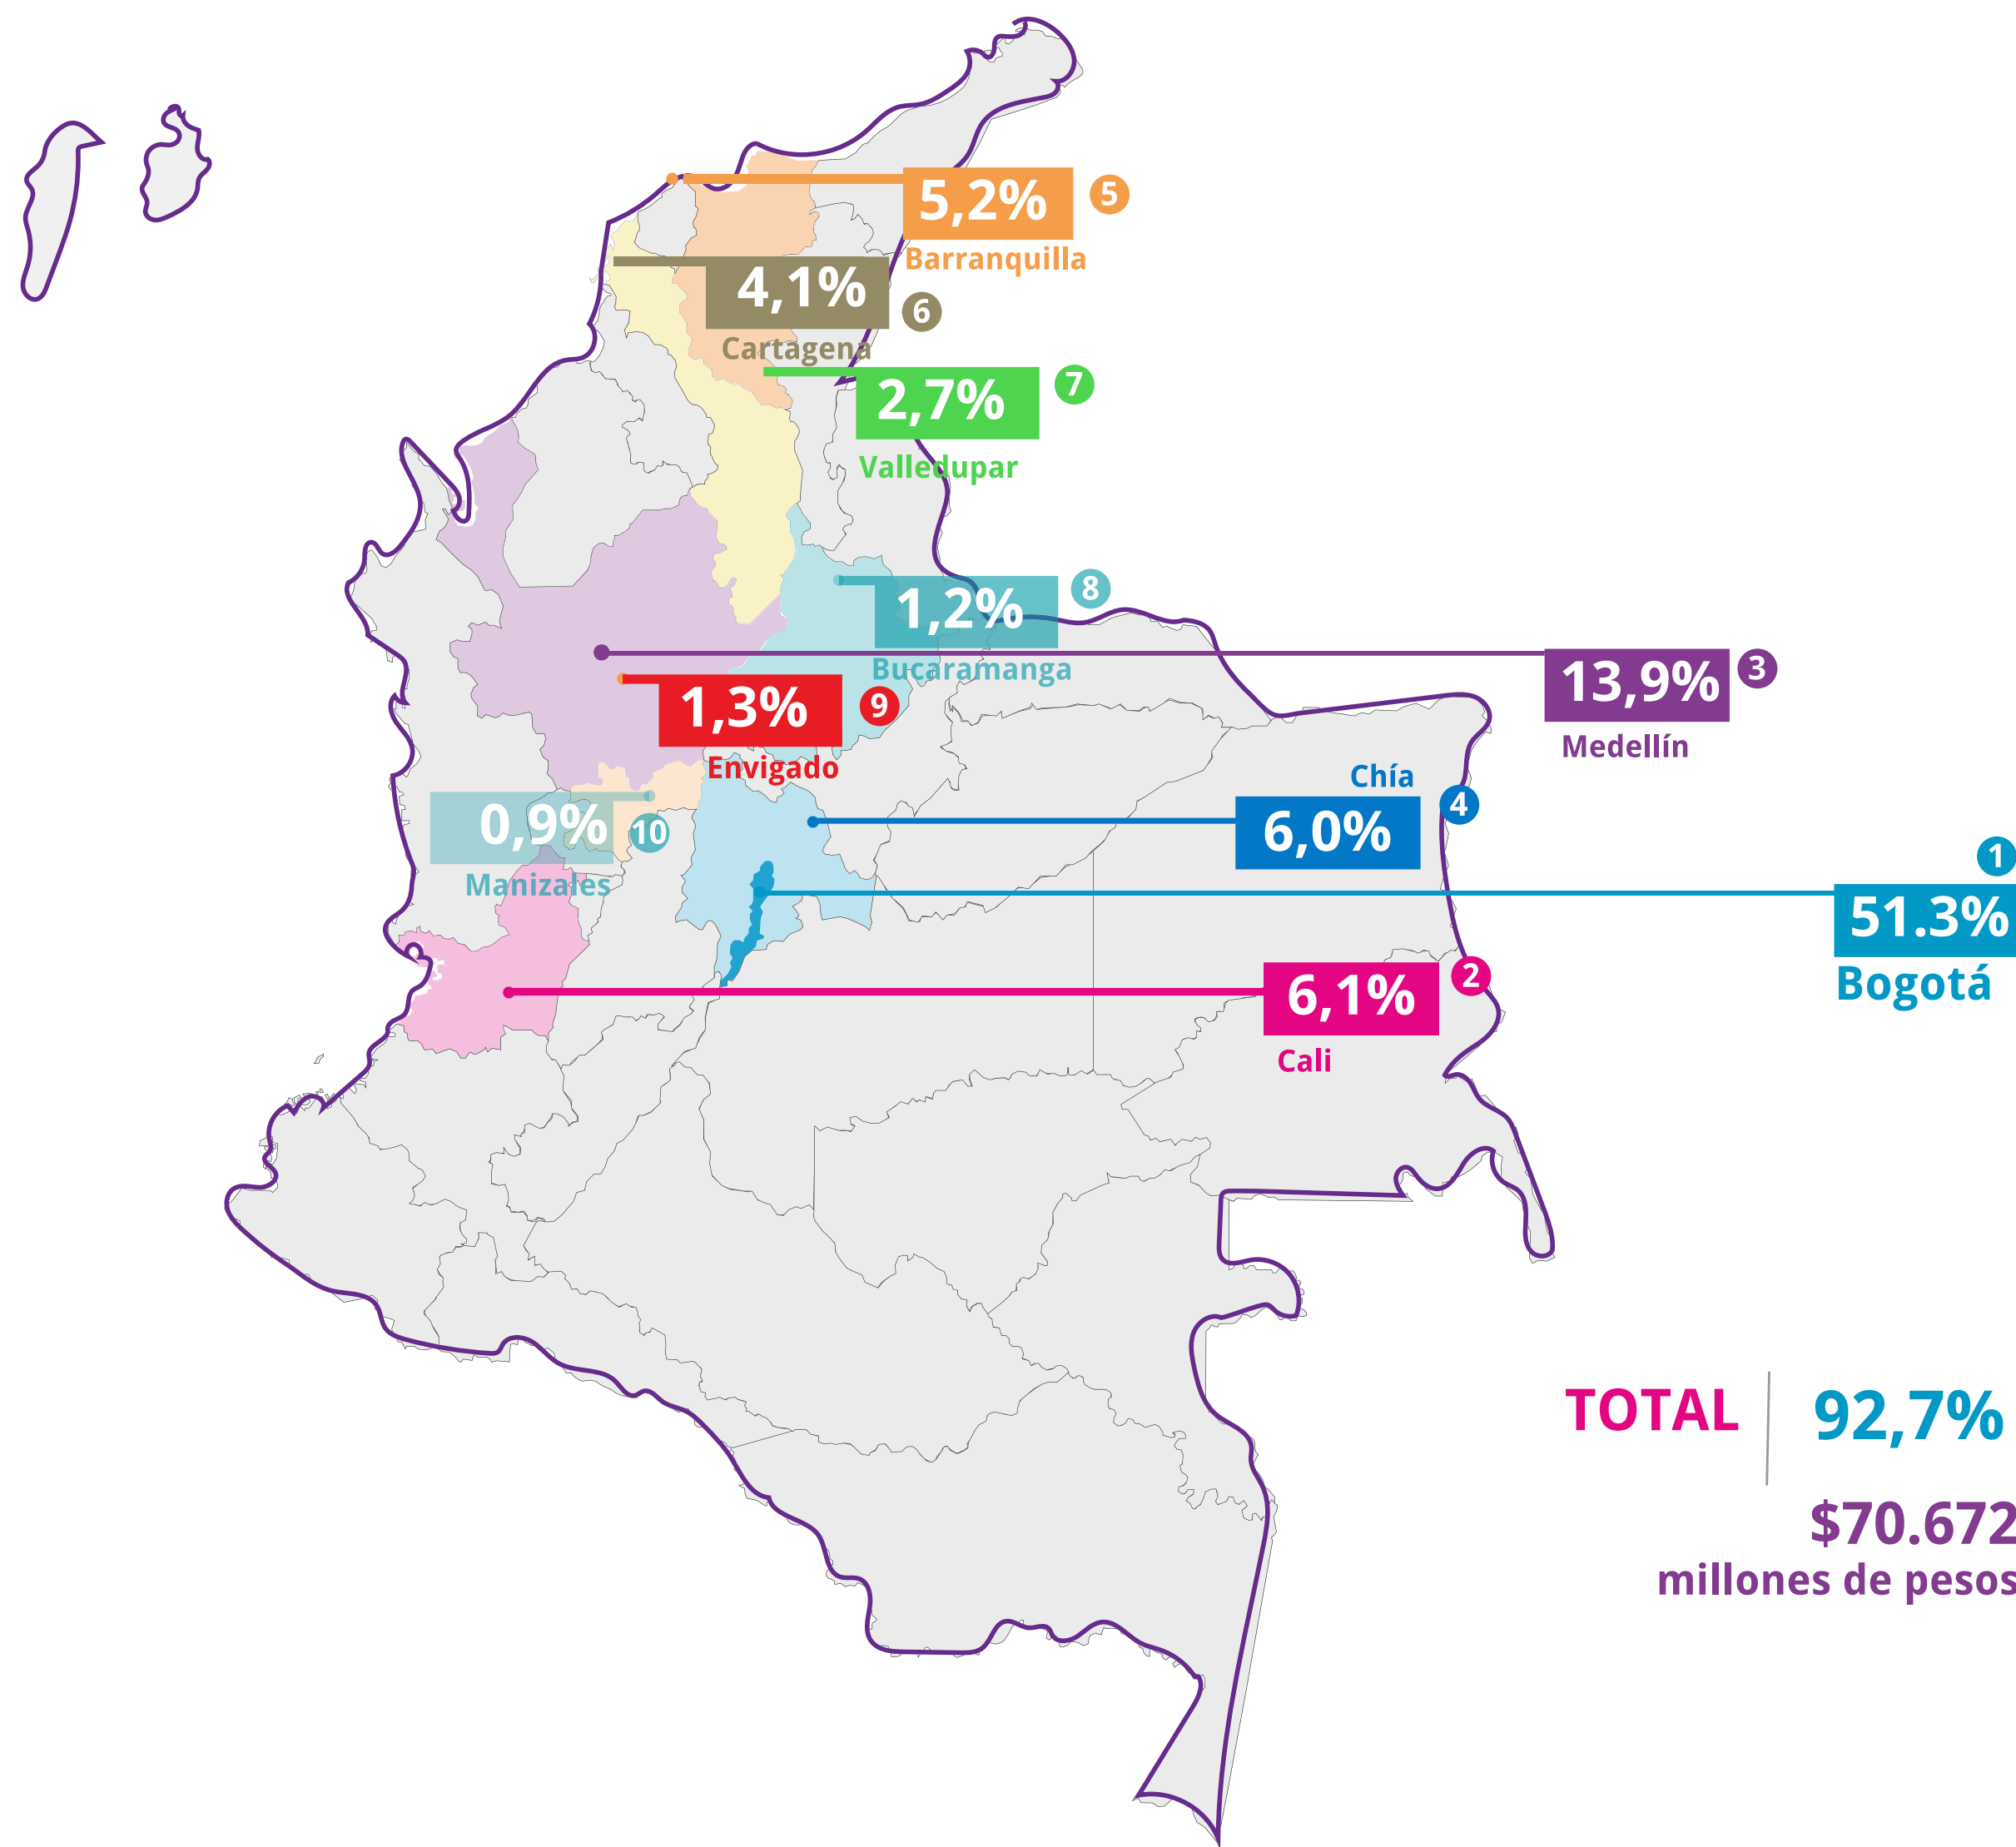 5,2%
5
Barranquilla
4,1%
6
Cartagena
2,7%
7
Valledupar
1,2%
8
Bucaramanga
13,9%
3
Medellín
1,3%
9
Envigado
Chía
6,0%
4
0,9%
10
Manizales
1
51.3%
Bogotá
6,1%
2
Cali
TOTAL
92,7%
$70.672
millones de pesos